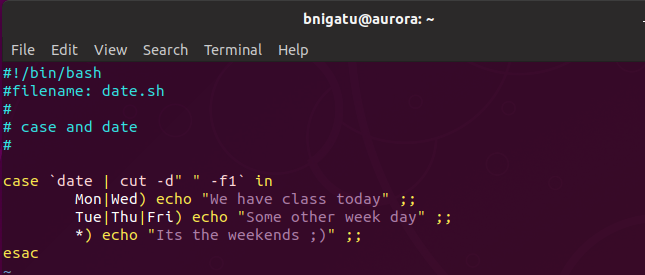 bnigatu@aurora: ~
File Edit View Search Terminal Help
#!/bin/bash
#filename: date.sh
#
# case and date
#
case `date | cut -d" " -f1` in
        Mon|Wed) echo "We have class today" ;;
        Tue|Thu|Fri) echo "Some other week day" ;;
        *) echo "Its the weekends ;)" ;;
esac
~